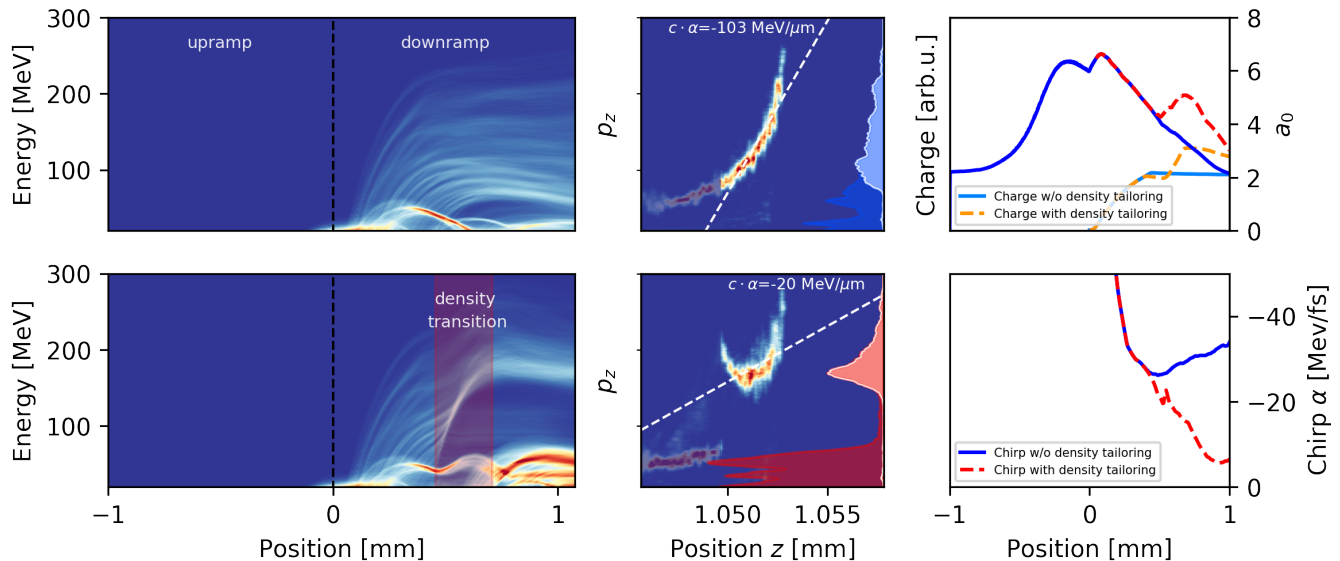 300
200
100
Energy [MeV]
upramp
downramp
c · α=-103 MeV/μm
p_z
Charge [arb.u.]
8
6
4
2
0
a₀
Charge w/o density tailoring
Charge with density tailoring
300
200
100
Energy [MeV]
density
transition
−1
0
1
Position [mm]
c · α=-20 MeV/μm
p_z
1.050
1.055
Position z [mm]
−40
−20
0
Chirp α [Mev/fs]
Chirp w/o density tailoring
Chirp with density tailoring
−1
0
1
Position [mm]